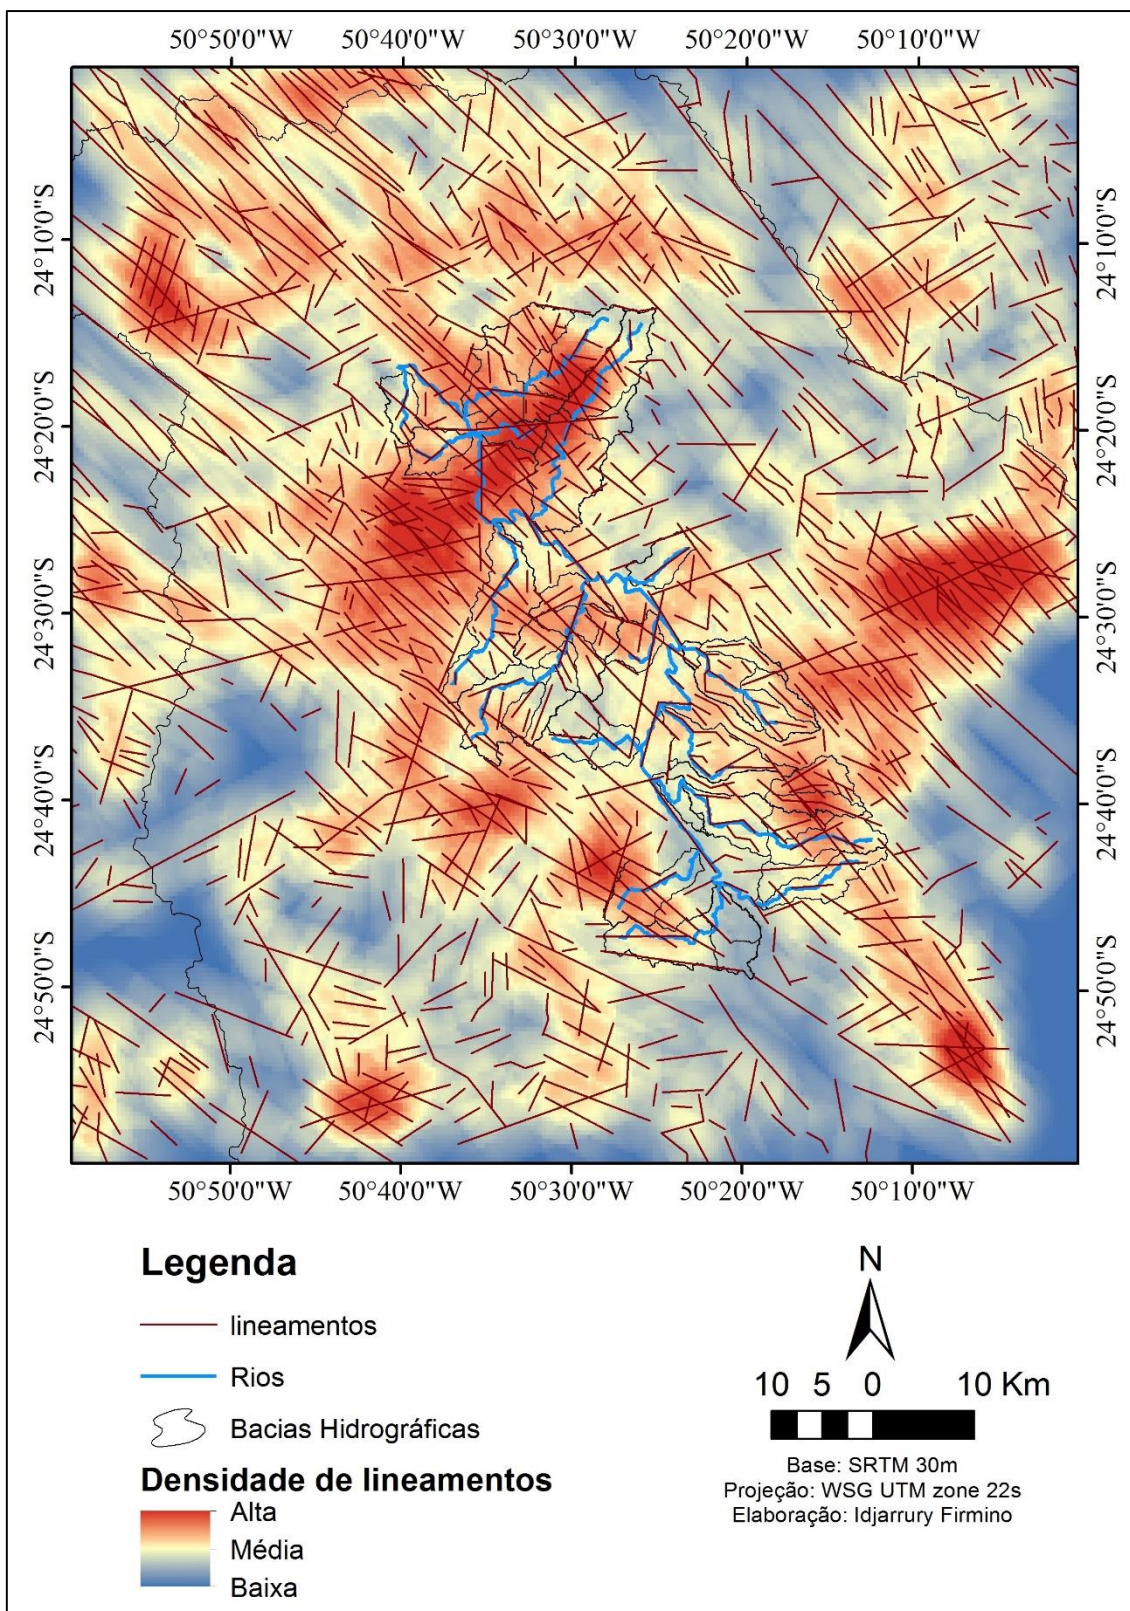 50°50'0"W 50°40'0"W 50°30'0"W 50°20'0"W 50°10'0"W
24°10'0"S 24°10'0"S
24°20'0"S 24°20'0"S
24°30'0"S 24°30'0"S
24°40'0"S 24°40'0"S
24°50'0"S 24°50'0"S
50°50'0"W 50°40'0"W 50°30'0"W 50°20'0"W 50°10'0"W
Legenda
lineamentos
Rios
Bacias Hidrográficas
Densidade de lineamentos
Alta
Média
Baixa
N
10 5 0 10 Km
Base: SRTM 30m
Projeção: WSG UTM zone 22s
Elaboração: Idjarrury Firmino